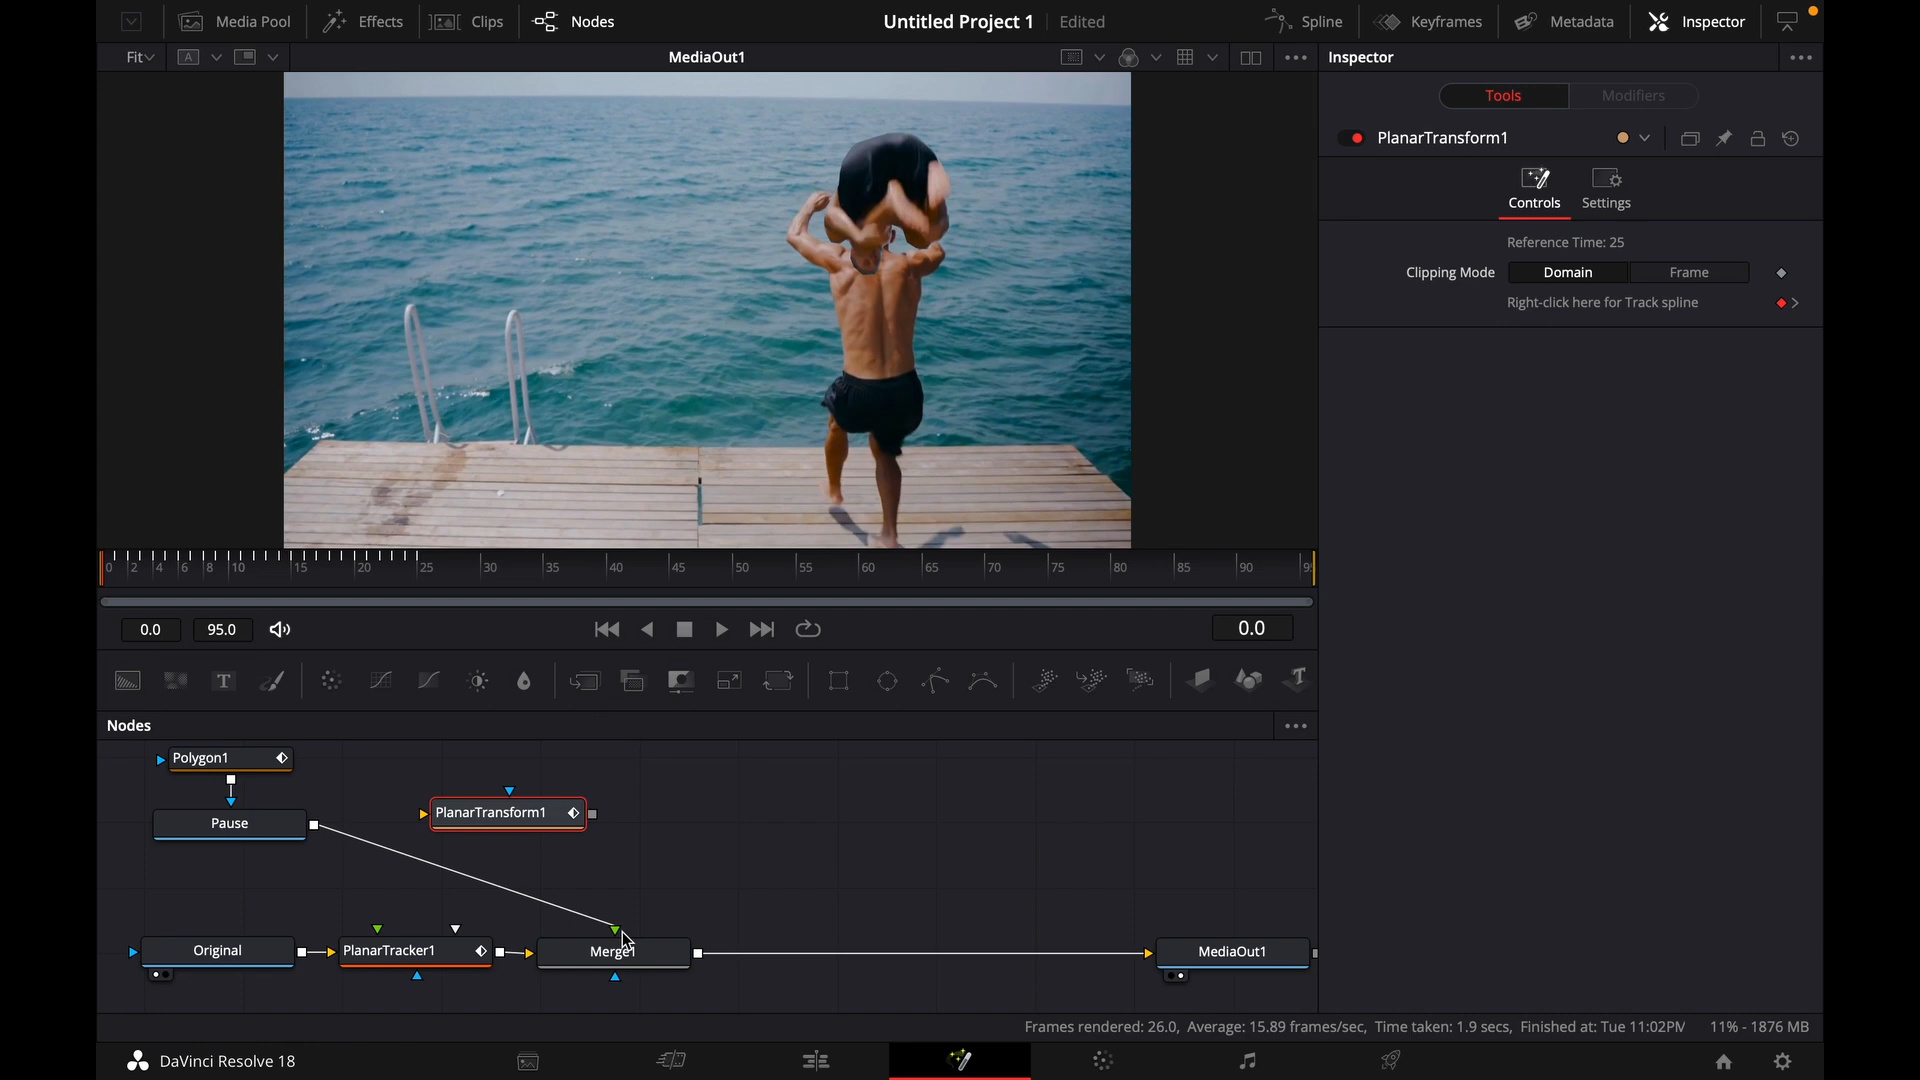 Media Pool
Effects
Clips
Nodes
Untitled Project 1
Edited
Spline
Keyframes
Metadata
Inspector
Fit
A
MediaOut1
Inspector
Tools
Modifiers
PlanarTransform1
Controls
Settings
Reference Time: 25
Clipping Mode
Domain
Frame
Right-click here for Track spline
0 2 4 6 8 10 15 20 25 30 35 40 45 50 55 60 65 70 75 80 85 90
0.0
95.0
0.0
T
Nodes
Polygon1
Pause
PlanarTransform1
Original
PlanarTracker1
Merge1
MediaOut1
Frames rendered: 26.0, Average: 15.89 frames/sec, Time taken: 1.9 secs, Finished at: Tue 11:02PM
11% - 1876 MB
DaVinci Resolve 18